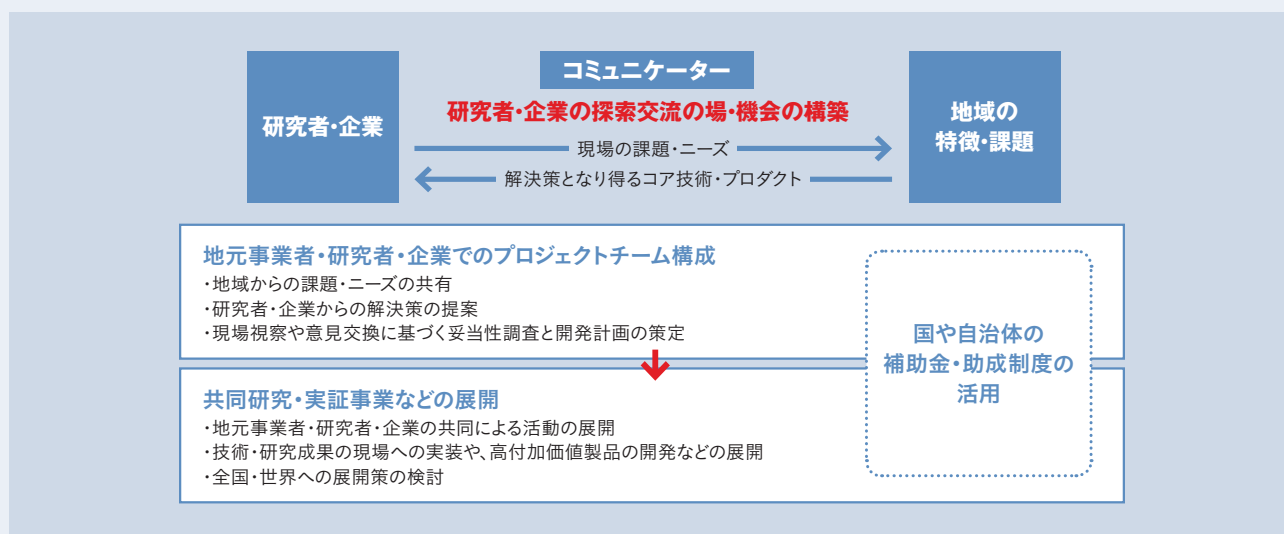 研究者・企業
コミュニケーター
研究者・企業の探索交流の場・機会の構築
現場の課題・ニーズ
解決策となり得るコア技術・プロダクト
地域の
特徴・課題
地元事業者・研究者・企業でのプロジェクトチーム構成
・地域からの課題・ニーズの共有
・研究者・企業からの解決策の提案
・現場視察や意見交換に基づく妥当性調査と開発計画の策定
共同研究・実証事業などの展開
・地元事業者・研究者・企業の共同による活動の展開
・技術・研究成果の現場への実装や、高付加価値製品の開発などの展開
・全国・世界への展開策の検討
国や自治体の
補助金・助成制度の
活用